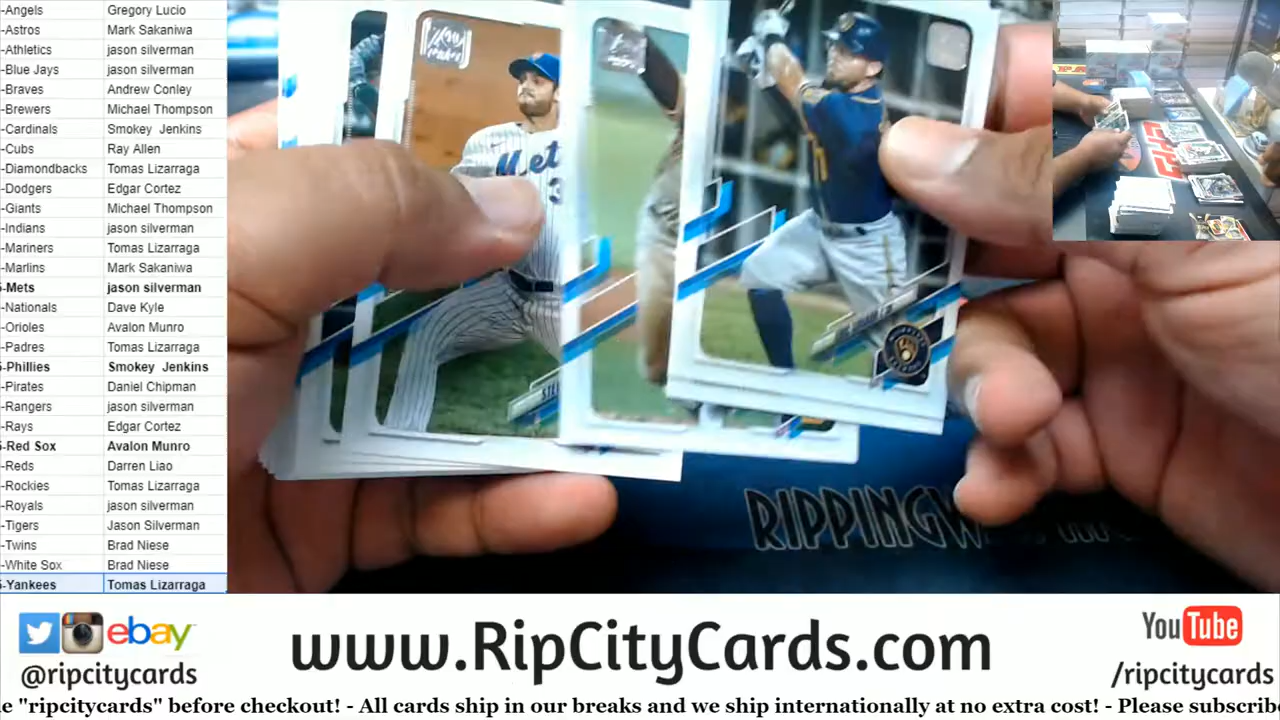 -Angels Gregory Lucio
-Astros Mark Sakaniwa
-Athletics jason silverman
-Blue Jays jason silverman
-Braves Andrew Conley
-Brewers Michael Thompson
-Cardinals Smokey Jenkins
-Cubs Ray Allen
-Diamondbacks Tomas Lizarraga
-Dodgers Edgar Cortez
-Giants Michael Thompson
-Indians jason silverman
-Mariners Tomas Lizarraga
-Marlins Mark Sakaniwa
-Mets jason silverman
-Nationals Dave Kyle
-Orioles Avalon Munro
-Padres Tomas Lizarraga
-Phillies Smokey Jenkins
-Pirates Daniel Chipman
-Rangers jason silverman
-Rays Edgar Cortez
-Red Sox Avalon Munro
-Reds Darren Liao
-Rockies Tomas Lizarraga
-Royals jason silverman
-Tigers Jason Silverman
-Twins Brad Niese
-White Sox Brad Niese
-Yankees Tomas Lizarraga
Met
3
ebay
@ripcitycards
www.RipCityCards.com
YouTube
/ripcitycards
"ripcitycards" before checkout! - All cards ship in our breaks and we ship internationally at no extra cost! - Please subscribe